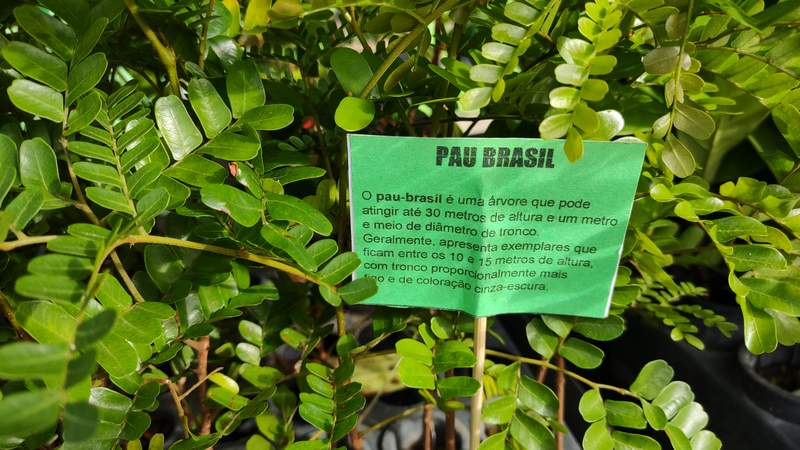 PAU BRASIL
O pau-brasil é uma árvore que pode
atingir até 30 metros de altura e um metro
e meio de diâmetro de tronco.
Geralmente, apresenta exemplares que
ficam entre os 10 e 15 metros de altura,
com tronco proporcionalmente mais
e de coloração cinza-escura.